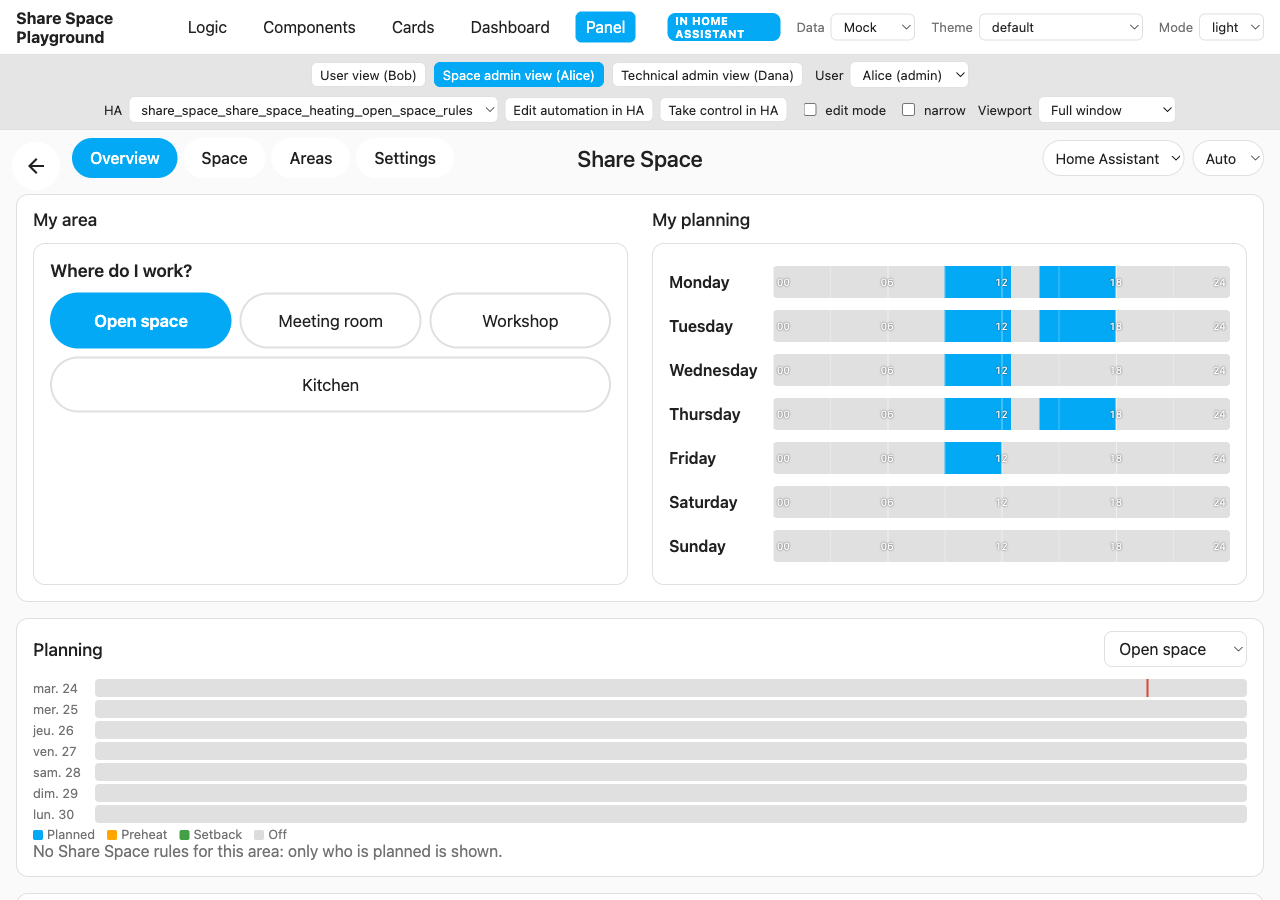 Share Space
Playground
Logic
Components
Cards
Dashboard
Panel
IN HOME
ASSISTANT
Data
Mock
Theme
default
Mode
light
User view (Bob)
Space admin view (Alice)
Technical admin view (Dana)
User
Alice (admin)
HA
share_space_share_space_heating_open_space_rules
Edit automation in HA
Take control in HA
edit mode
narrow
Viewport
Full window
Overview
Space
Areas
Settings
Share Space
Home Assistant
Auto
My area
Where do I work?
Open space
Meeting room
Workshop
Kitchen
My planning
Monday 00 06 12 18 24
Tuesday 00 06 12 18 24
Wednesday 00 06 12 18 24
Thursday 00 06 12 18 24
Friday 00 06 12 18 24
Saturday 00 06 12 18 24
Sunday 00 06 12 18 24
Planning
Open space
mar. 24
mer. 25
jeu. 26
ven. 27
sam. 28
dim. 29
lun. 30
Planned Preheat Setback Off
No Share Space rules for this area: only who is planned is shown.